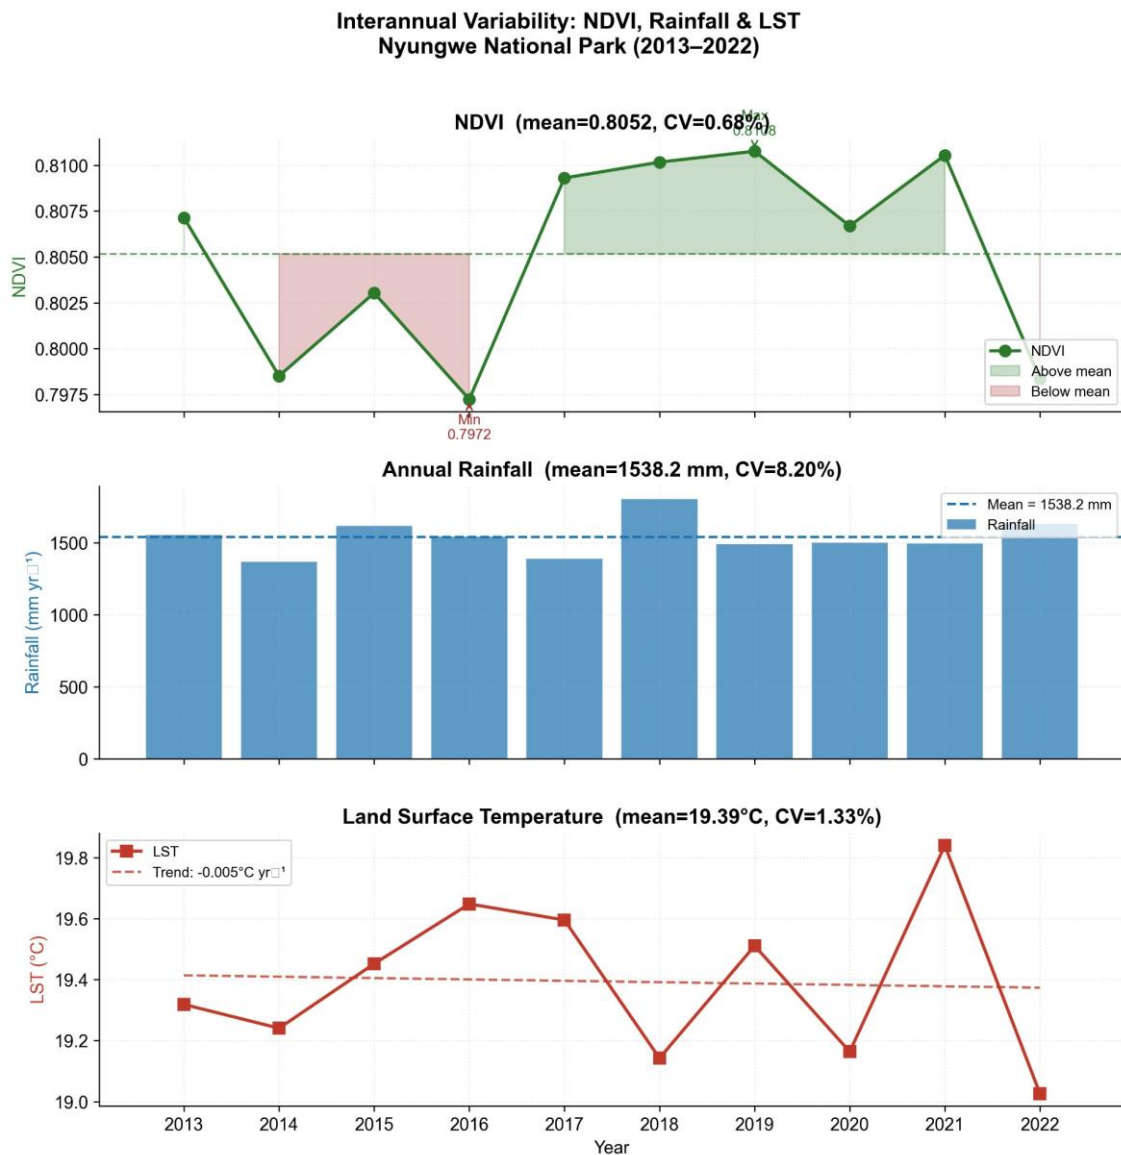 Interannual Variability: NDVI, Rainfall & LST
Nyungwe National Park (2013–2022)
NDVI (mean=0.8052, CV=0.68%)
Max
0.8108
0.8100
0.8075
0.8050
0.8025
0.8000
0.7975
NDVI
NDVI
Above mean
Below mean
Min
0.7972
Annual Rainfall (mean=1538.2 mm, CV=8.20%)
1500
1000
500
0
Rainfall (mm yr□¹)
Mean = 1538.2 mm
Rainfall
Land Surface Temperature (mean=19.39°C, CV=1.33%)
LST
Trend: -0.005°C yr□¹
19.8
19.6
19.4
19.2
19.0
LST (°C)
2013 2014 2015 2016 2017 2018 2019 2020 2021 2022
Year